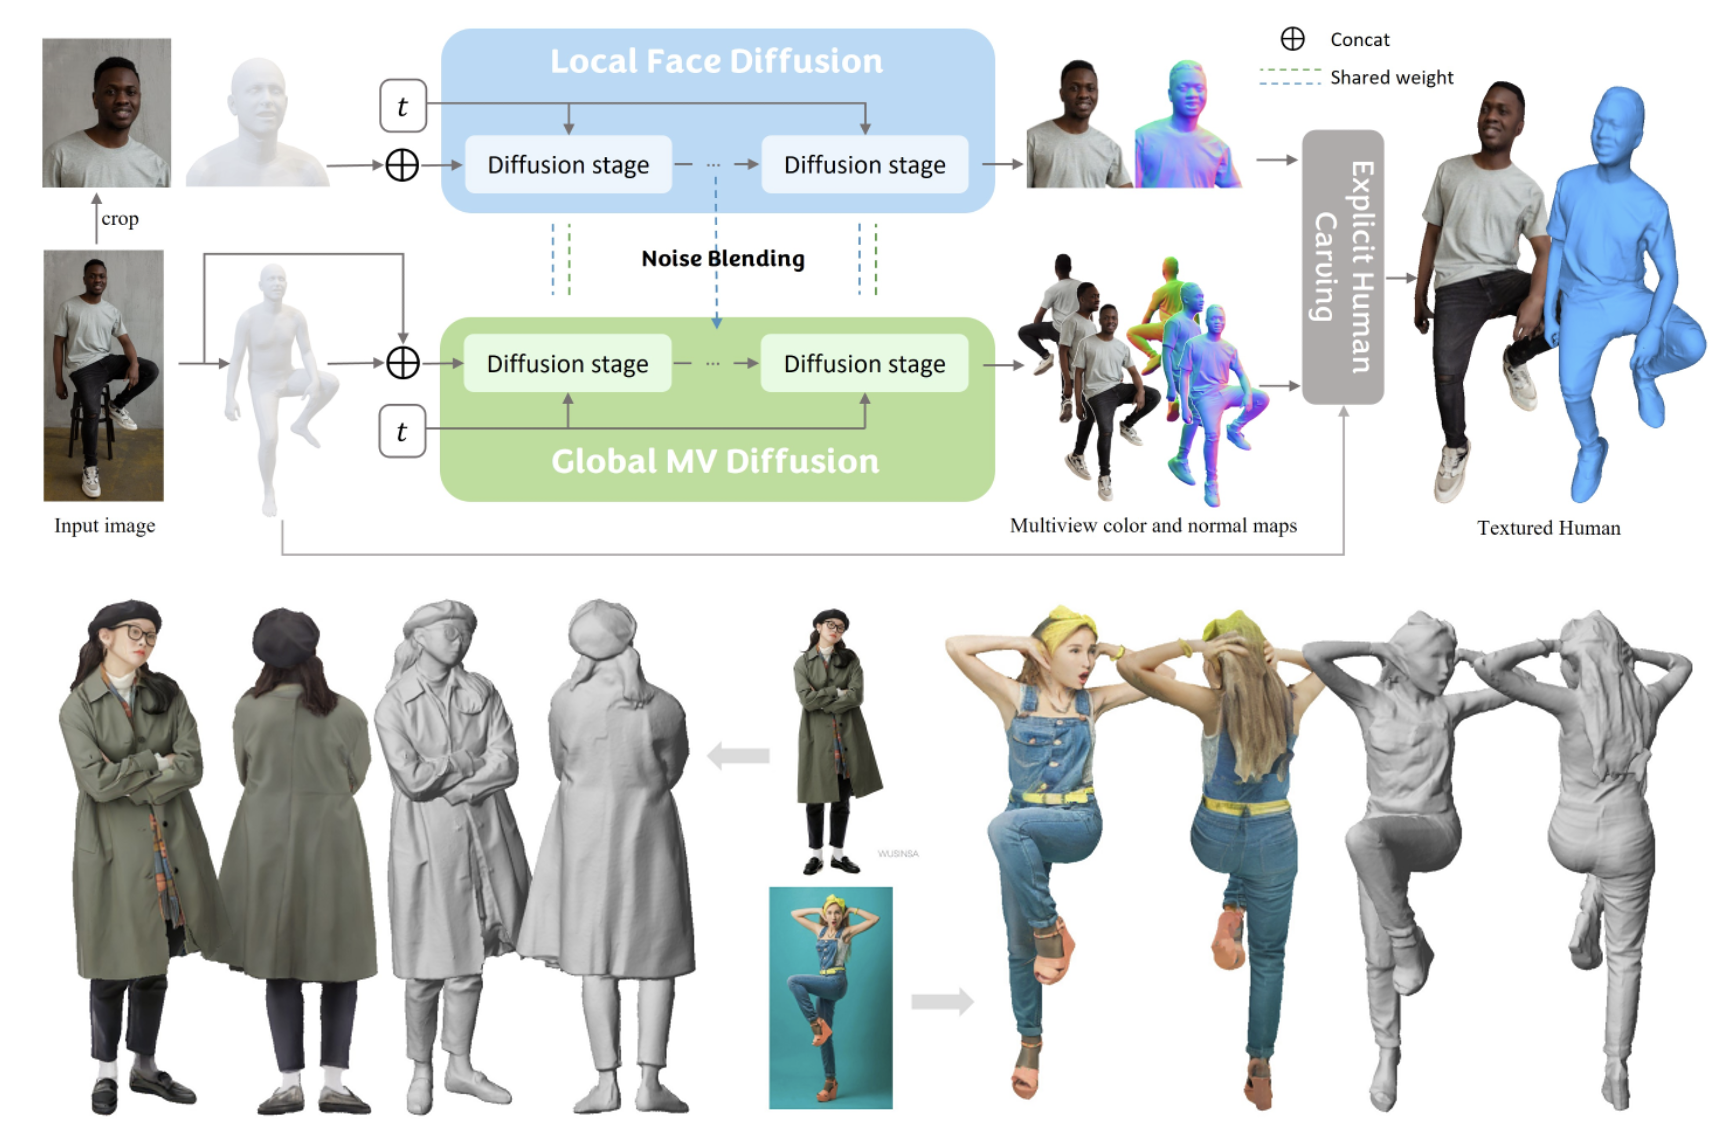 Local Face Diffusion
⊕ Concat
Shared weight
t
Diffusion stage
...
Diffusion stage
crop
Noise Blending
Explicit Human
Carving
Diffusion stage
...
Diffusion stage
t
Global MV Diffusion
Input image
Multiview color and normal maps
Textured Human
WUSINSA